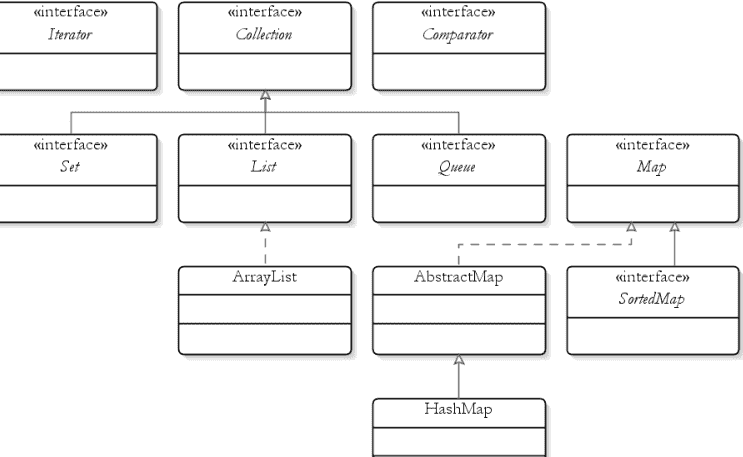 «interface»
Iterator
«interface»
Collection
«interface»
Comparator
«interface»
Set
«interface»
List
«interface»
Queue
«interface»
Map
ArrayList
AbstractMap
«interface»
SortedMap
HashMap